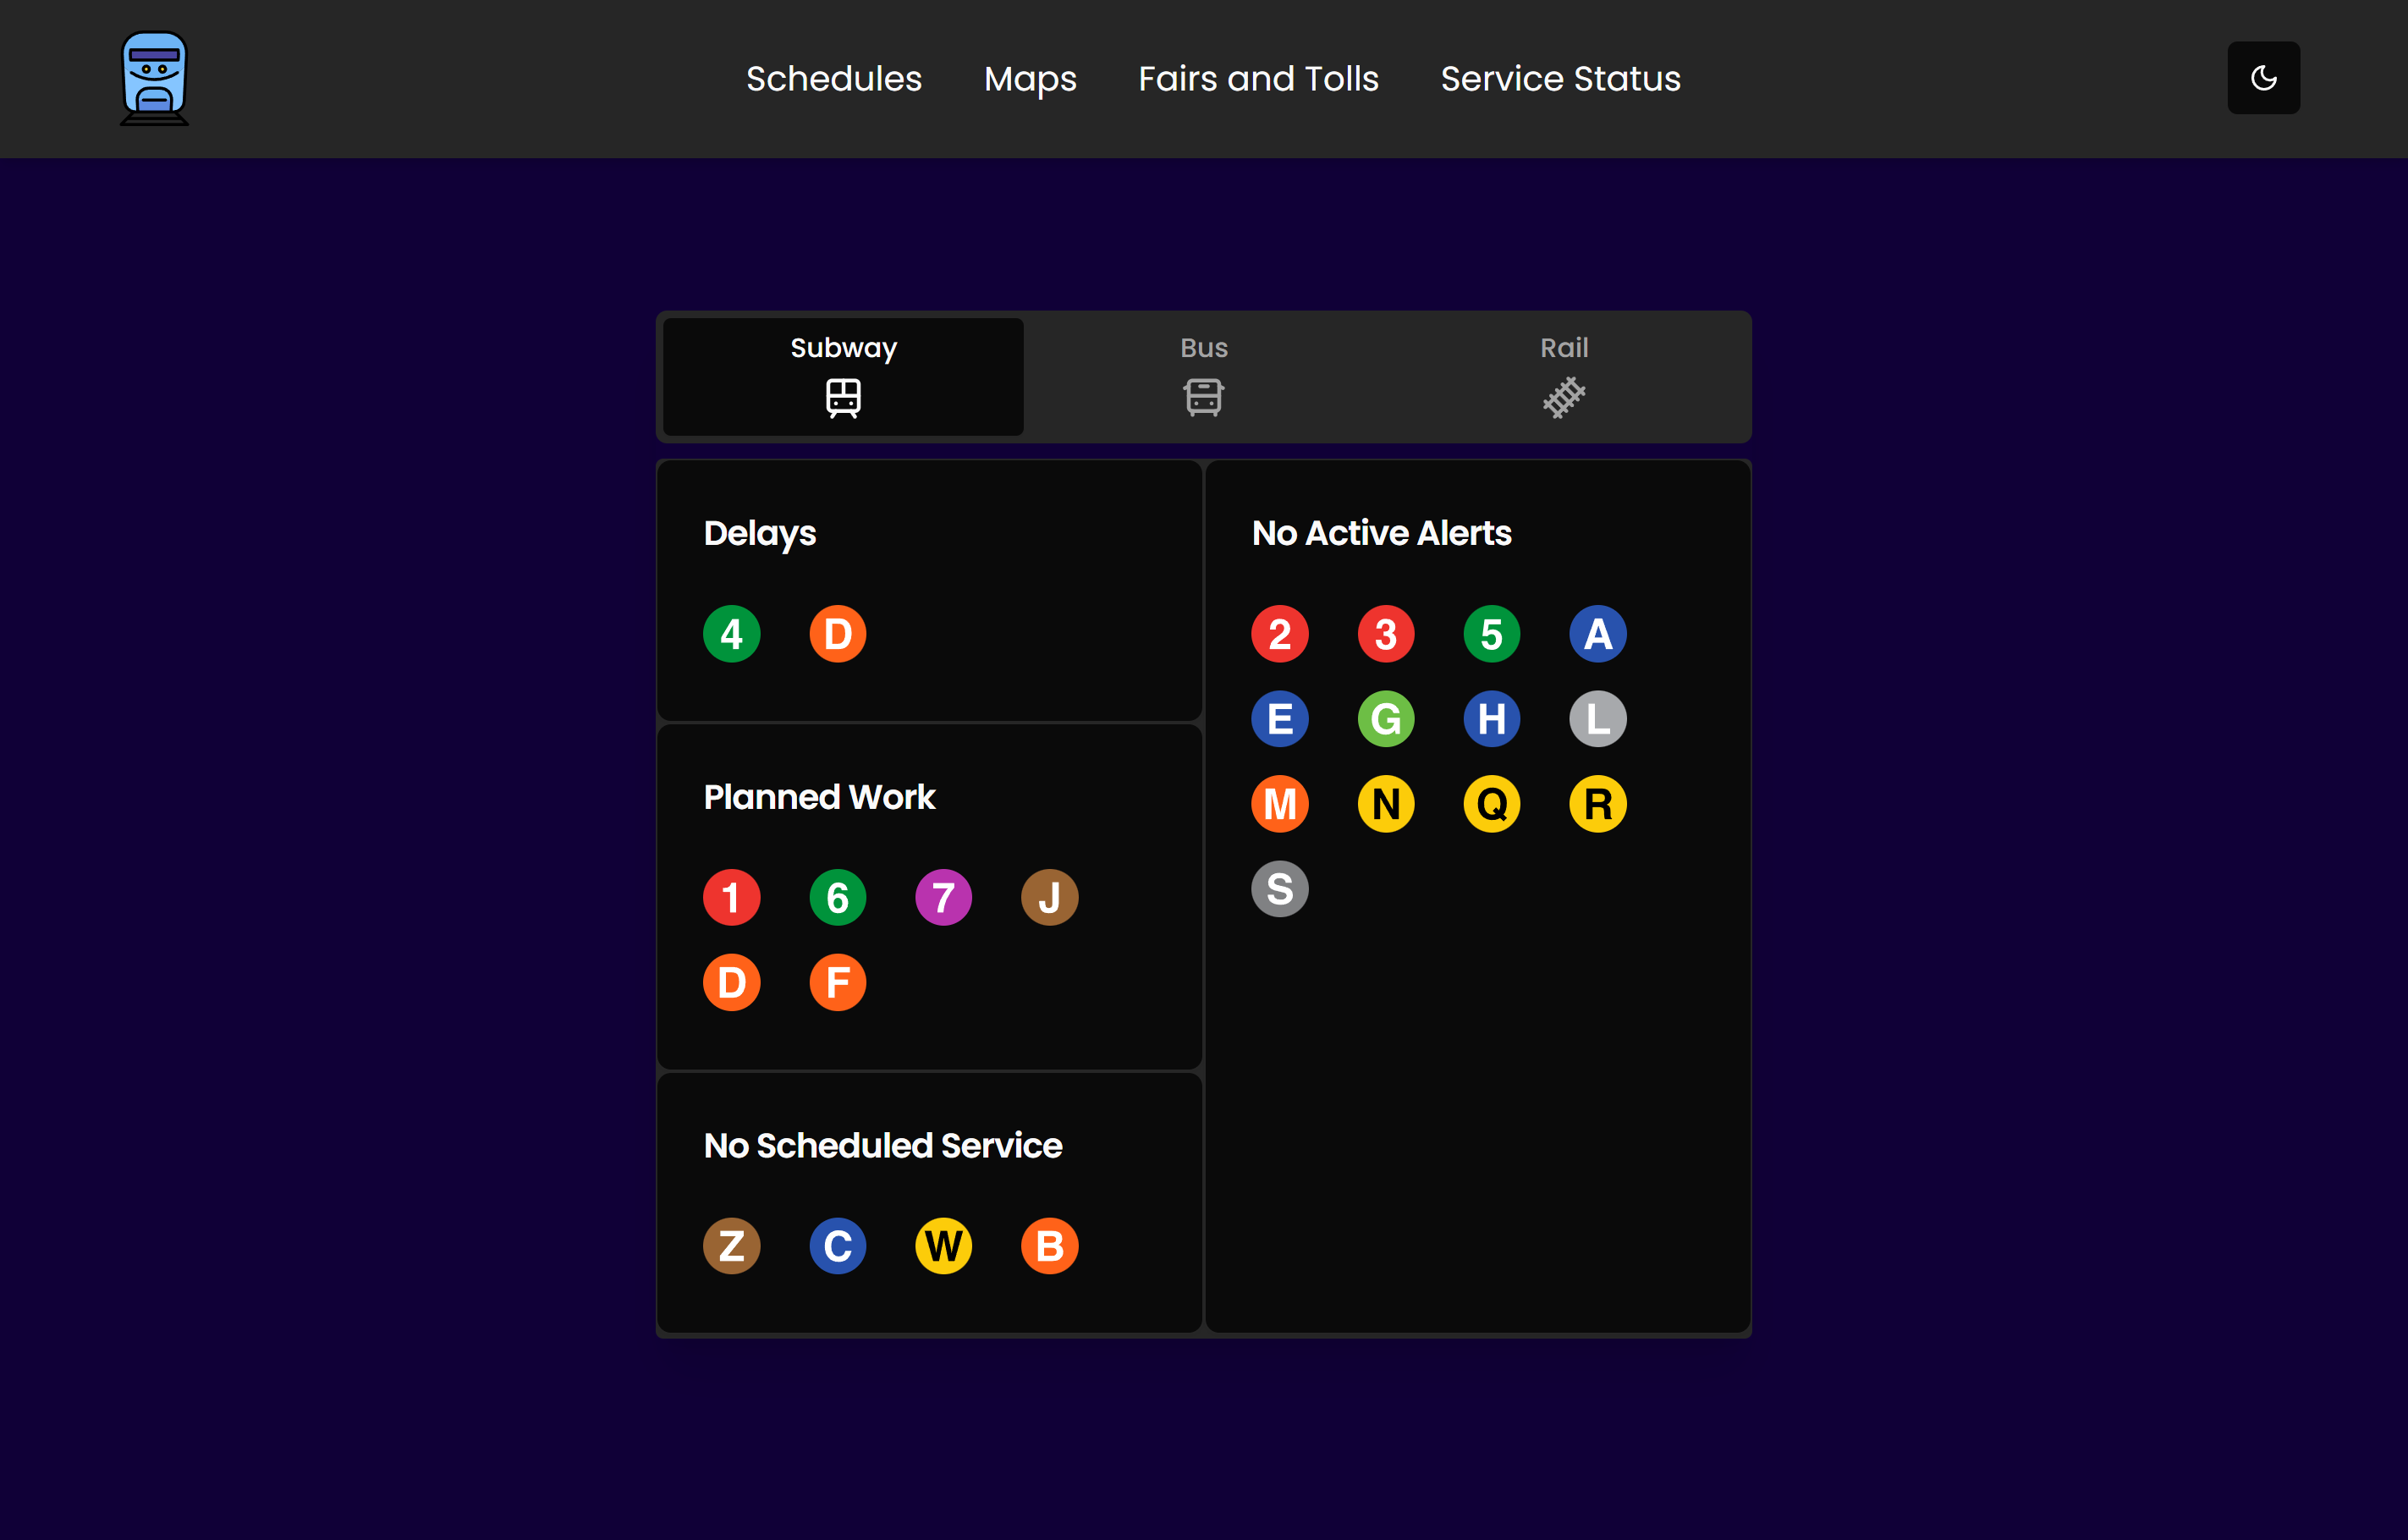 Schedules Maps Fairs and Tolls Service Status
Subway Bus Rail
Delays
4 D
Planned Work
1 6 7 J
D F
No Scheduled Service
Z C W B
No Active Alerts
2 3 5 A
E G H L
M N Q R
S